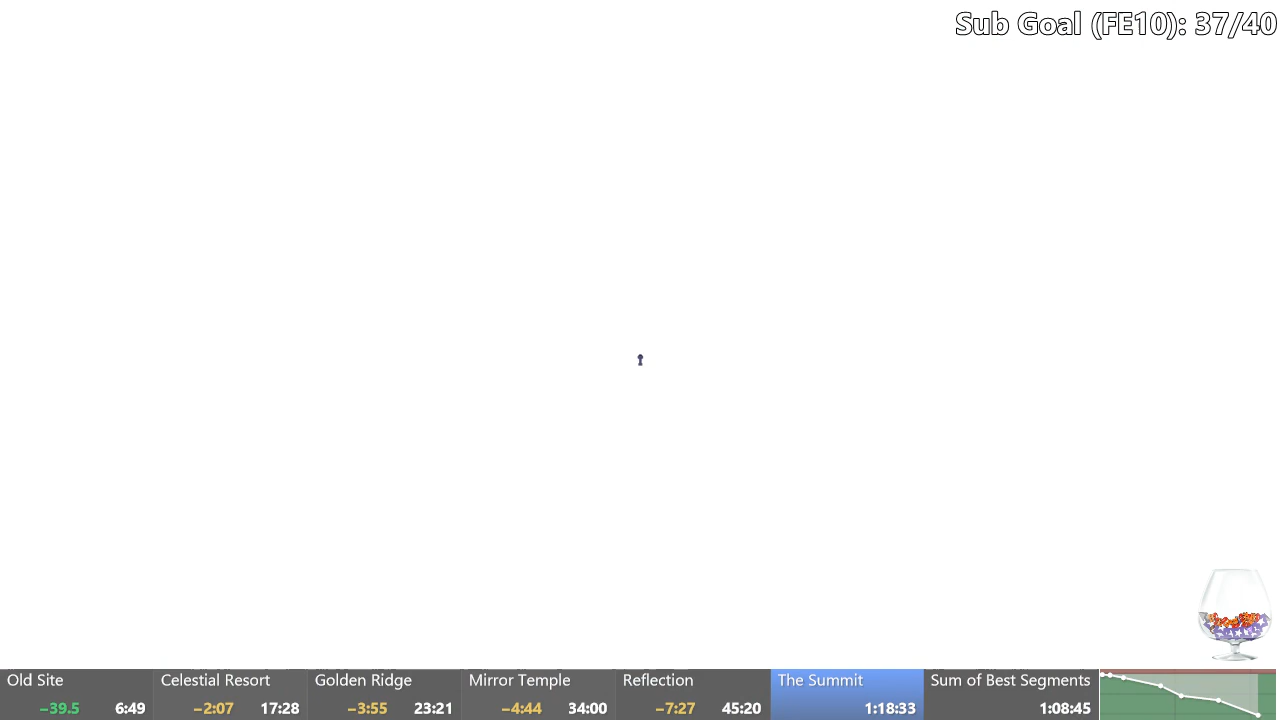 Sub Goal (FE10): 37/40
Old Site
−39.5 6:49
Celestial Resort
−2:07 17:28
Golden Ridge
−3:55 23:21
Mirror Temple
−4:44 34:00
Reflection
−7:27 45:20
The Summit
1:18:33
Sum of Best Segments
1:08:45